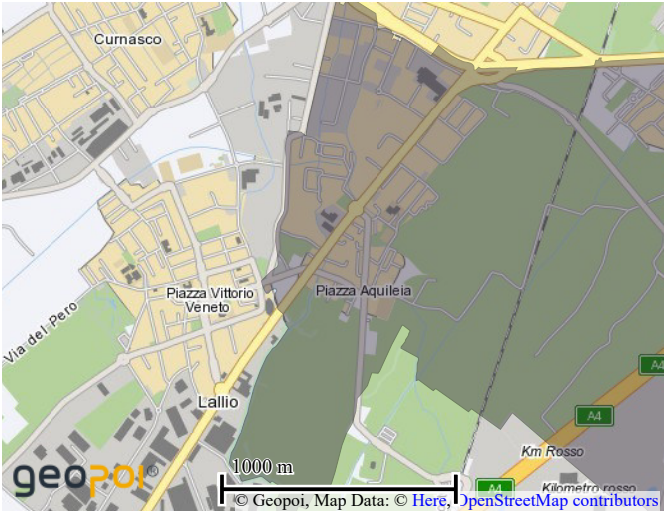 Curnasco
Piazza Vittorio
Veneto
Piazza Aquileia
Via del Pero
Lallio
A4
A4
A4
Km Rosso
Kilometro rosso
geopoi®
1000 m
© Geopoi, Map Data: © Here, OpenStreetMap contributors